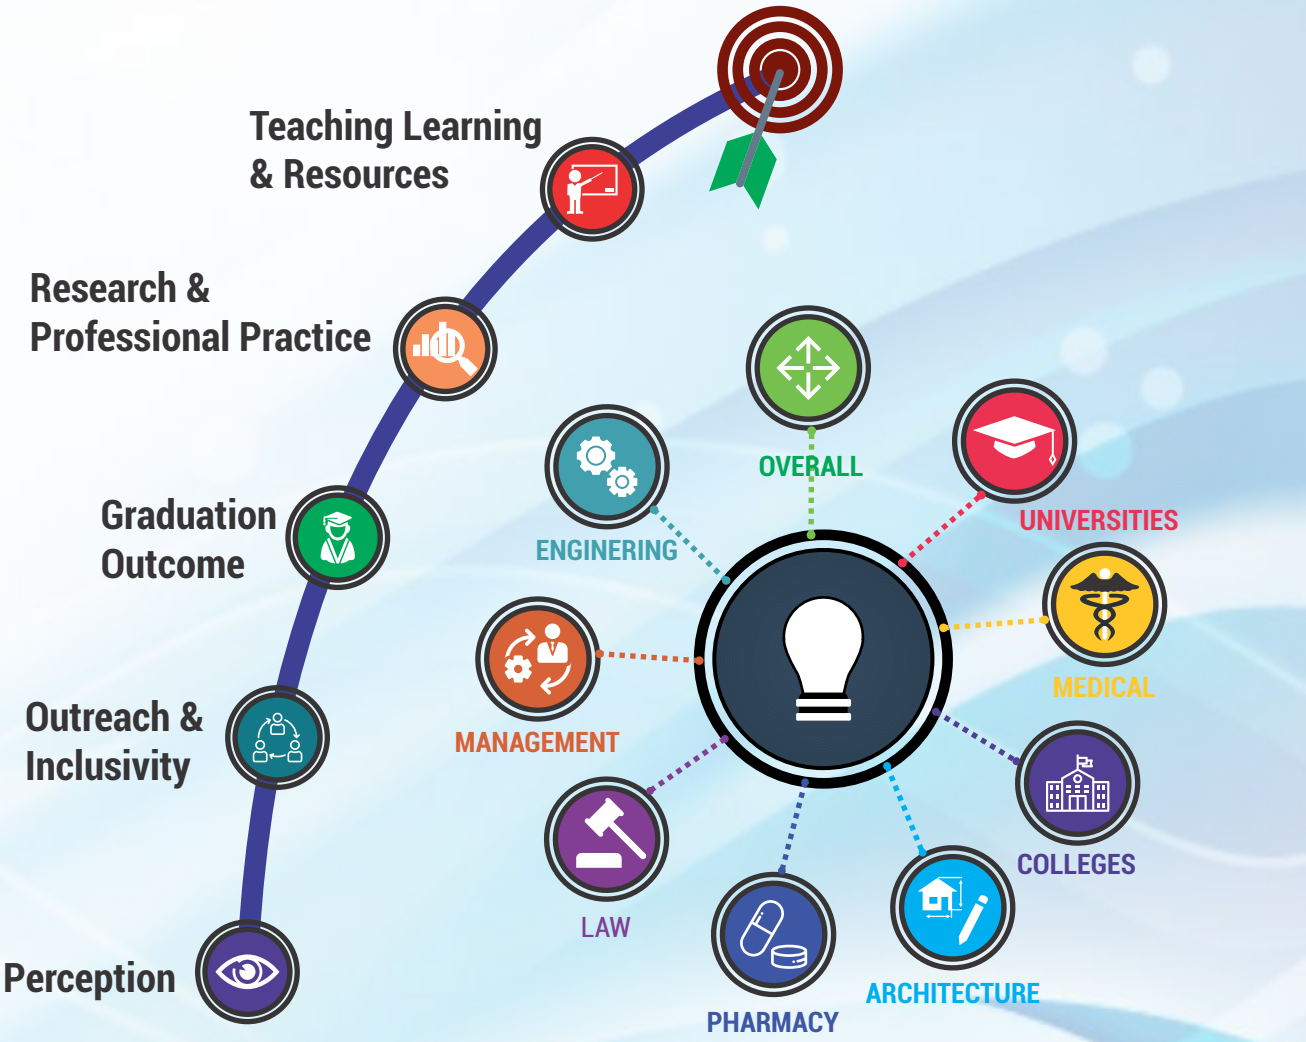 Teaching Learning
& Resources
Research &
Professional Practice
Graduation
Outcome
Outreach &
Inclusivity
Perception
OVERALL
UNIVERSITIES
ENGINERING
MEDICAL
MANAGEMENT
COLLEGES
LAW
ARCHITECTURE
PHARMACY